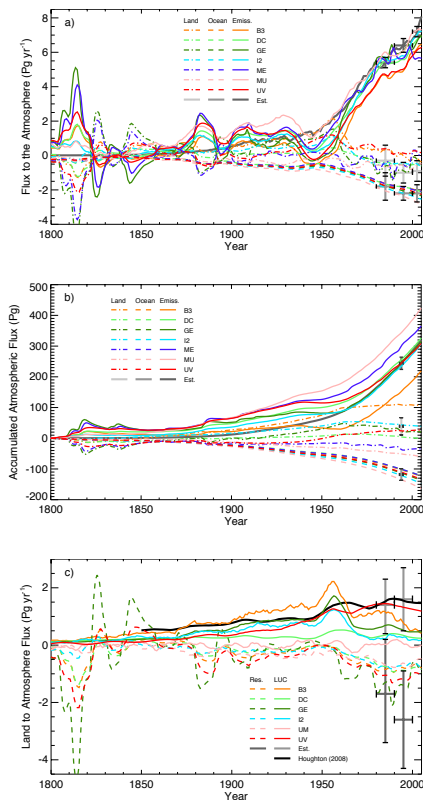 a)
Land Ocean Emiss.
B3
DC
GE
I2
ME
MU
UV
Est.
Flux to the Atmosphere (Pg yr⁻¹)
8
6
4
2
0
-2
-4
1800 1850 1900 1950 2000
Year
b)
Land Ocean Emiss.
B3
DC
GE
I2
ME
MU
UV
Est.
Accumulated Atmospheric Flux (Pg)
500
400
300
200
100
0
-100
-200
1800 1850 1900 1950 2000
Year
c)
Land to Atmosphere Flux (Pg yr⁻¹)
2
0
-2
-4
Res. LUC
B3
DC
GE
I2
UM
UV
Est.
Houghton (2008)
1800 1850 1900 1950 2000
Year